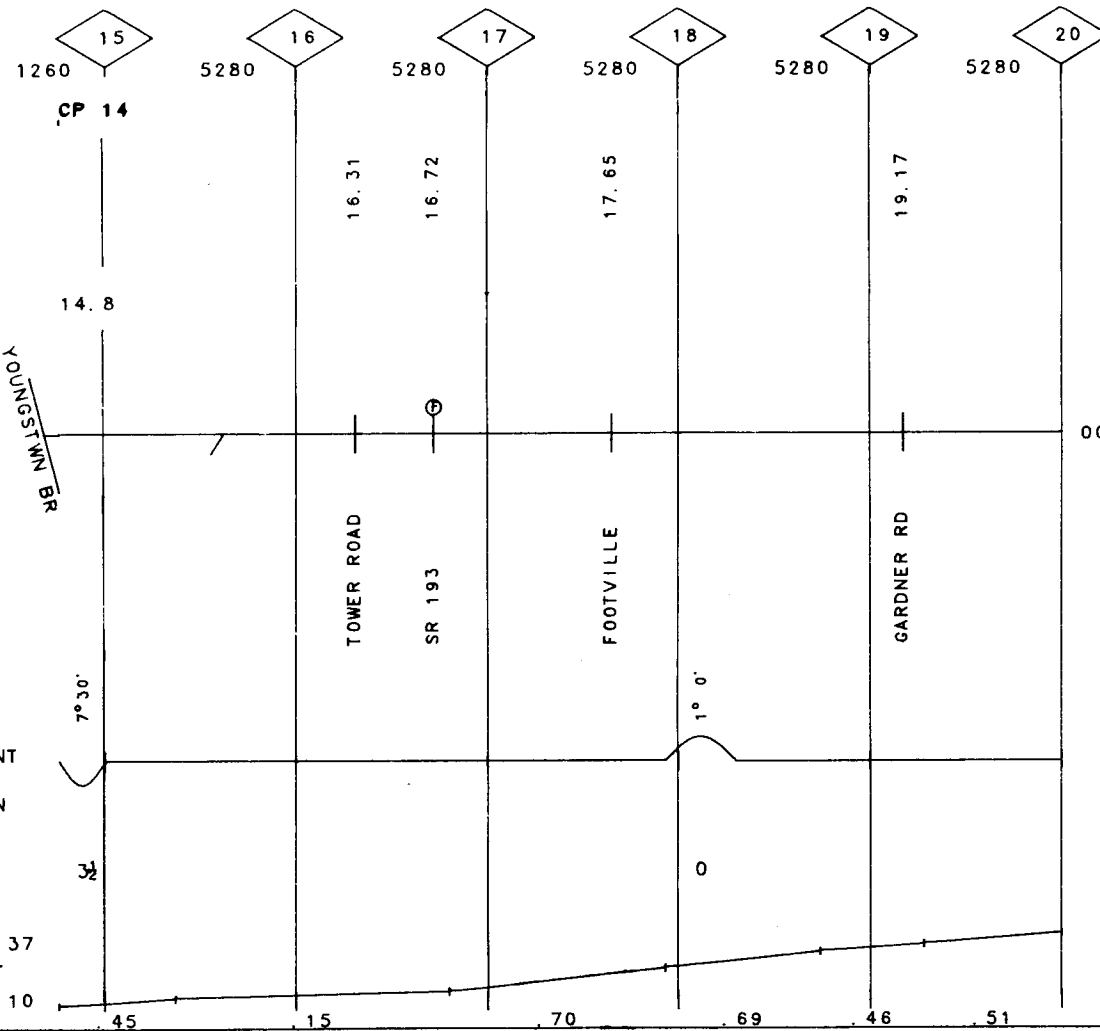 15 16 17 18 19 20
1260 5280 5280 5280 5280 5280
CP 14
16.31
16.72
17.65
19.17
14.8
YOUNGSTWN BR
F
TOWER ROAD
SR 193
FOOTVILLE
GARDNER RD
7°30'
1° 0'
NT
N
3½
0
37
10
.45 .15 .70 .69 .46 .51